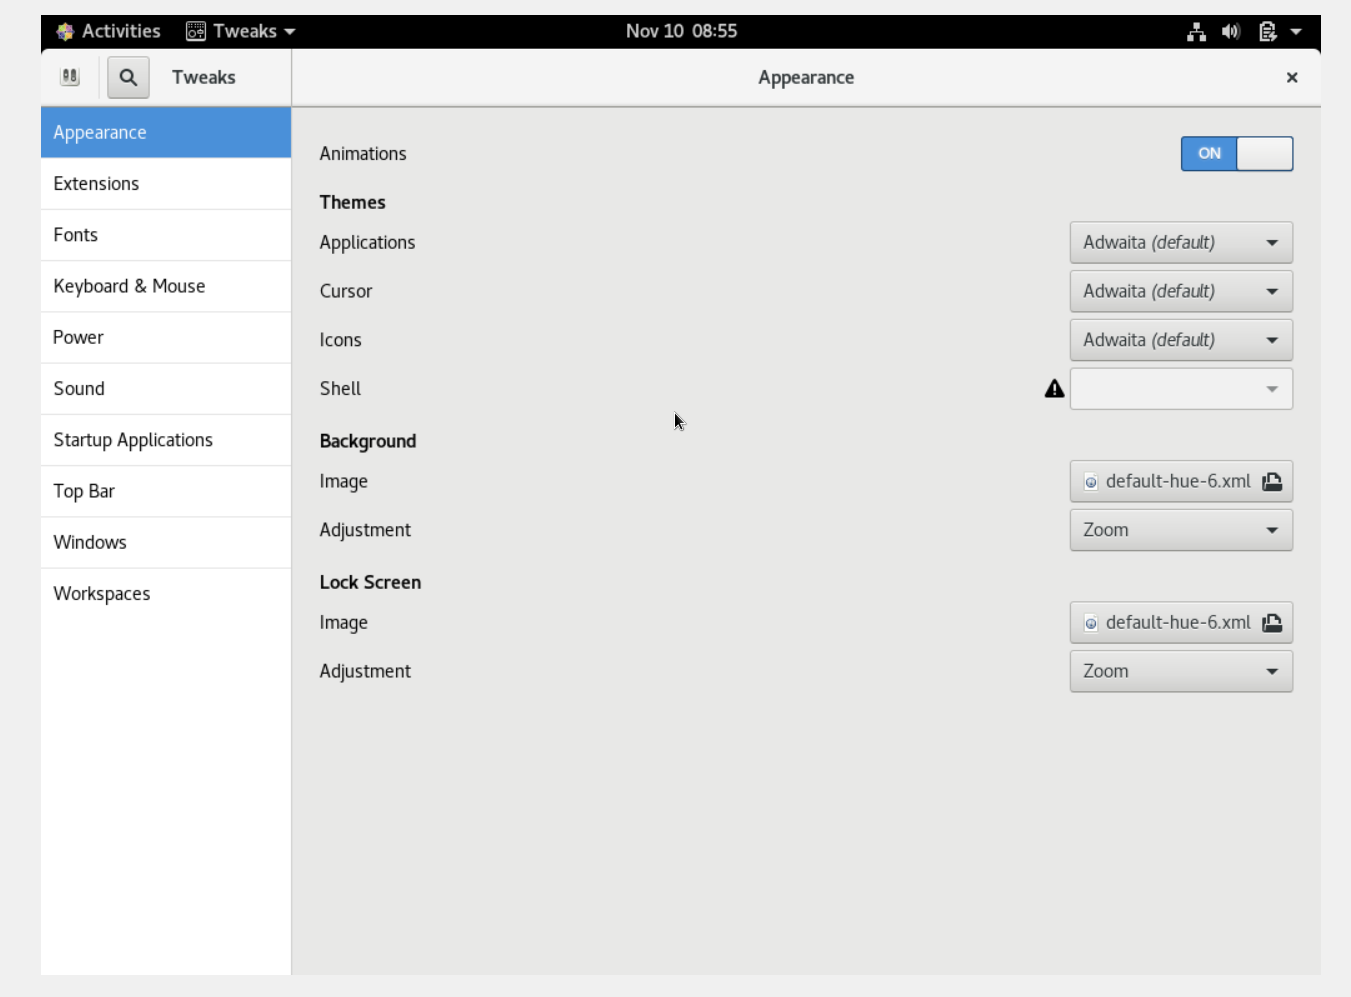 Activities Tweaks Nov 10 08:55
Tweaks Appearance
Appearance
Extensions
Fonts
Keyboard & Mouse
Power
Sound
Startup Applications
Top Bar
Windows
Workspaces
Animations ON
Themes
Applications Adwaita (default)
Cursor Adwaita (default)
Icons Adwaita (default)
Shell
Background
Image default-hue-6.xml
Adjustment Zoom
Lock Screen
Image default-hue-6.xml
Adjustment Zoom